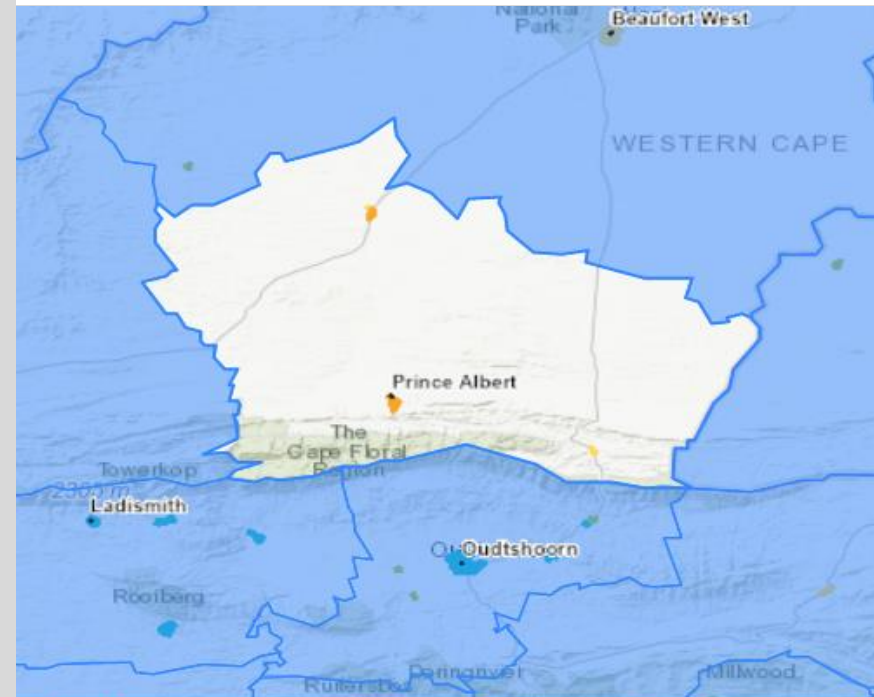 National
Park
Beaufort West
WESTERN CAPE
Prince Albert
The
Cape Floral
Region
Towerkop
Ladismith
Oudtshoorn
Rooiberg
Millwood